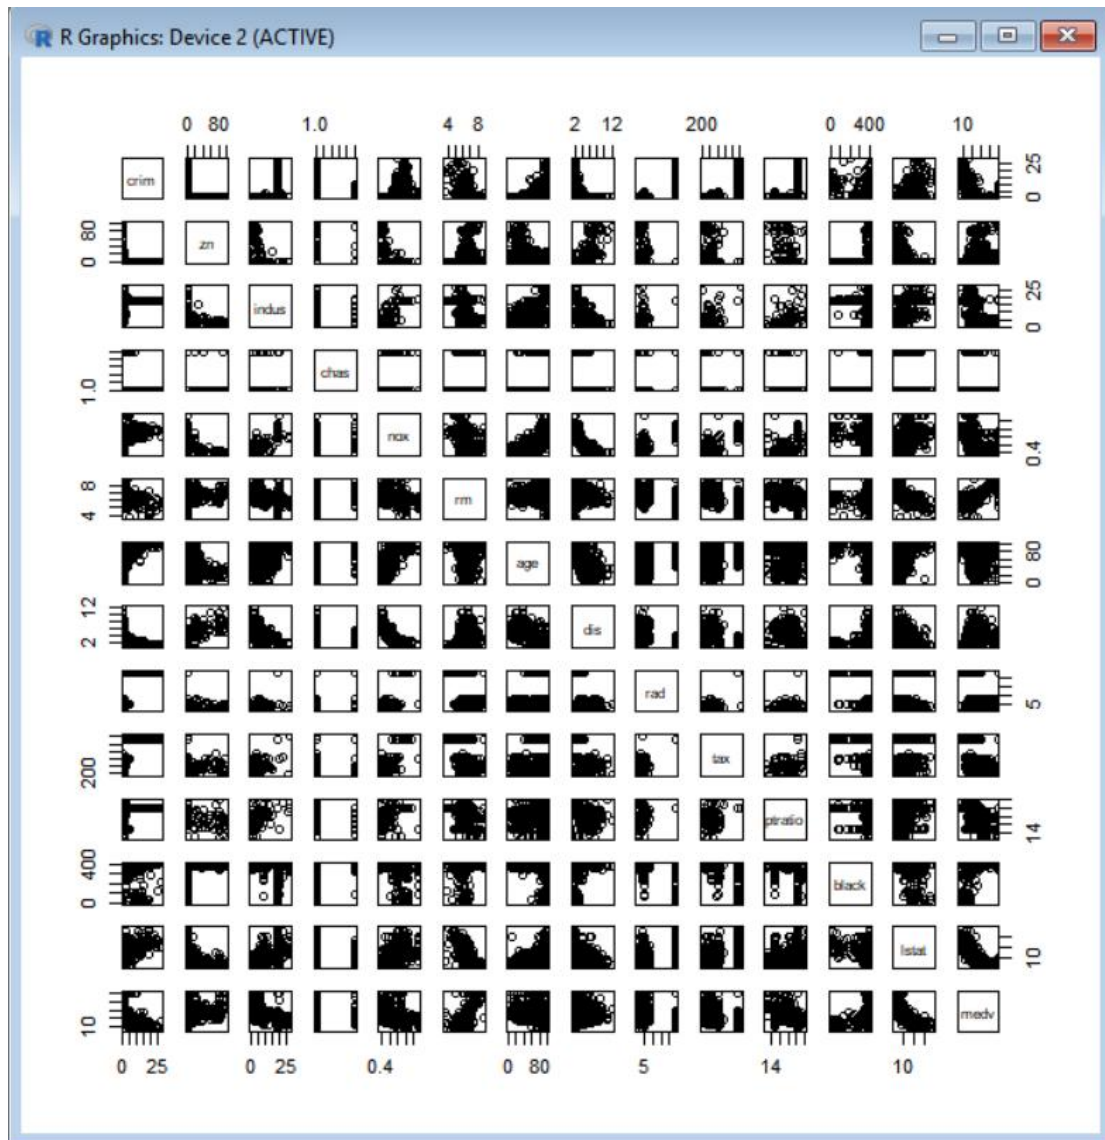 R R Graphics: Device 2 (ACTIVE)
0 80 1.0 4 8 2 12 200 0 400 10
crim 0 25
0 80 zn
indus 0 25
1.0 chas
nox 0.4
4 8 rm
age 0 80
2 12 dis
rad 5
200 tax
ptratio 14
0 400 black
lstat 10
10 medv
0 25 0 25 0.4 0 80 5 14 10